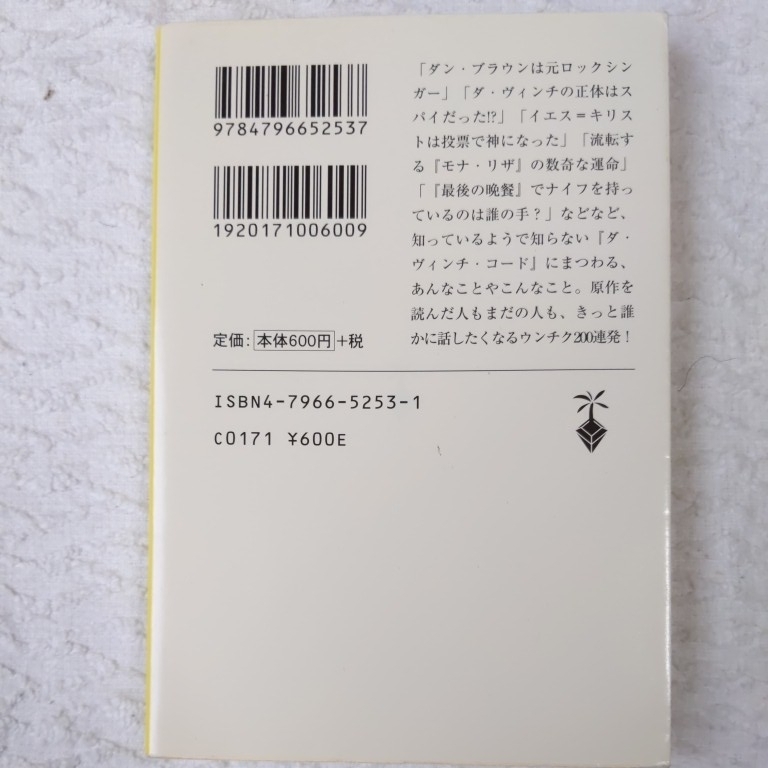 9784796652537
1920171006009
定価：本体600円+税
「ダン・ブラウンは元ロックシン
ガー」「ダ・ヴィンチの正体は
スパイだった!?」「イエス＝キリス
トは投票で神になった」「流転す
る『モナ・リザ』の数奇な運命」
「『最後の晩餐』でナイフを持っ
ているのは誰の手？」などなど、
知っているようで知らない『ダ・
ヴィンチ・コード』にまつわる、
あんなことやこんなこと。原作を
読んだ人もまだの人も、きっと誰
かに話したくなるウンチク200連発！
ISBN4-7966-5253-1
C0171 ¥600E